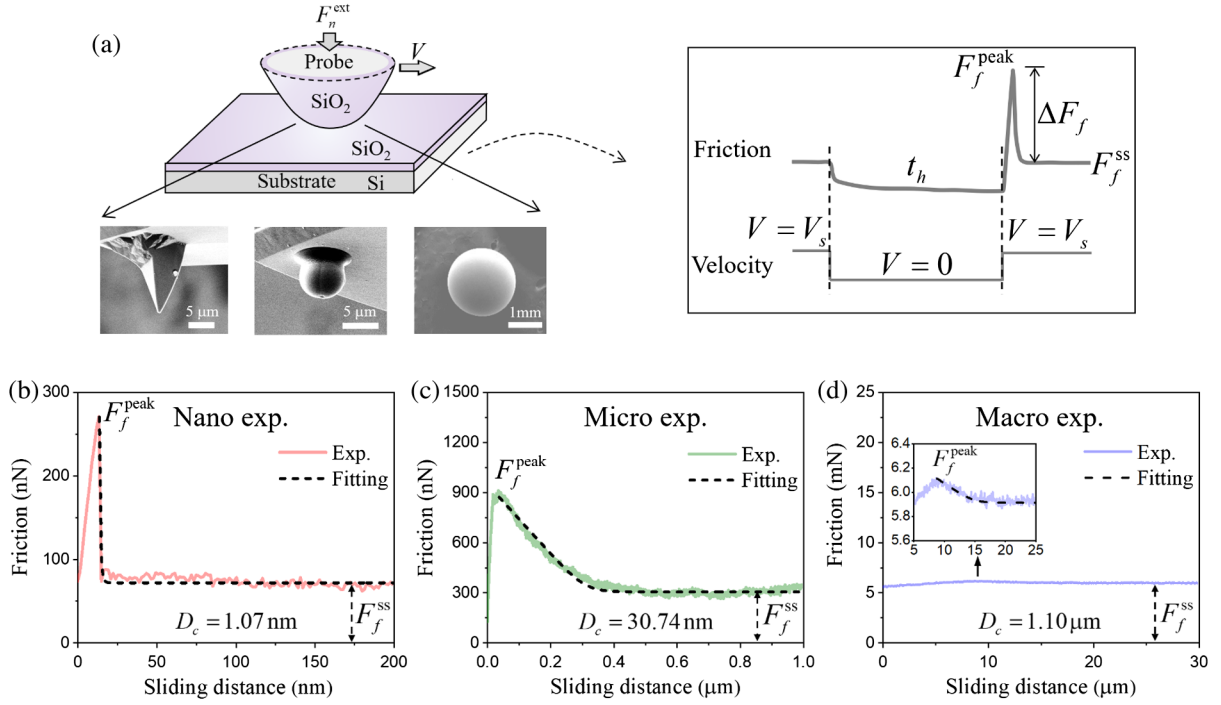 (a)
F_n^ext
V
Probe
SiO₂
SiO₂
Substrate
Si
5 μm
5 μm
1mm
F_f^peak
ΔF_f
Friction
t_h
F_f^ss
V = V_s
V = V_s
Velocity
V = 0
(b)
300
250
200
150
100
50
0
Friction (nN)
F_f^peak
Nano exp.
Exp.
Fitting
D_c = 1.07 nm
F_f^ss
0
50
100
150
200
Sliding distance (nm)
(c)
1500
1200
900
600
300
0
Friction (nN)
Micro exp.
F_f^peak
Exp.
Fitting
D_c = 30.74 nm
F_f^ss
0.0
0.2
0.4
0.6
0.8
1.0
Sliding distance (μm)
(d)
25
20
15
10
5
0
Friction (mN)
Macro exp.
6.4
6.2
6.0
5.8
5.6
F_f^peak
5
10
15
20
25
Exp.
Fitting
D_c = 1.10 μm
F_f^ss
0
10
20
30
Sliding distance (μm)